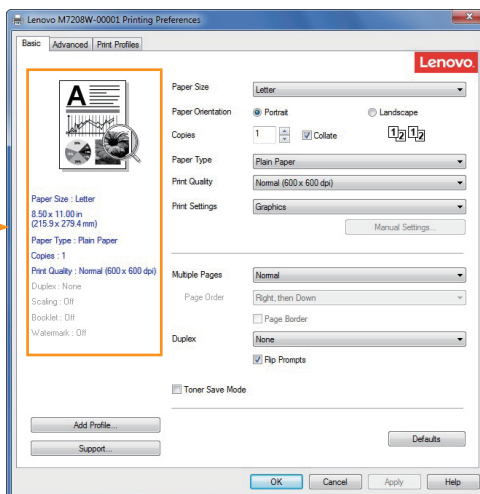 Lenovo M7208W-00001 Printing Preferences
Basic Advanced Print Profiles
Lenovo
A
Paper Size : Letter
8.50 x 11.00 in
(215.9 x 279.4 mm)
Paper Type : Plain Paper
Copies : 1
Print Quality : Normal (600 x 600 dpi)
Duplex : None
Scaling : Off
Booklet : Off
Watermark : Off
Add Profile...
Support...
Paper Size Letter
Paper Orientation Portrait Landscape
Copies 1 Collate 1 2 1 2
Paper Type Plain Paper
Print Quality Normal (600 x 600 dpi)
Print Settings Graphics
Manual Settings...
Multiple Pages Normal
Page Order Right, then Down
Page Border
Duplex None
Flip Prompts
Toner Save Mode
Defaults
OK Cancel Apply Help